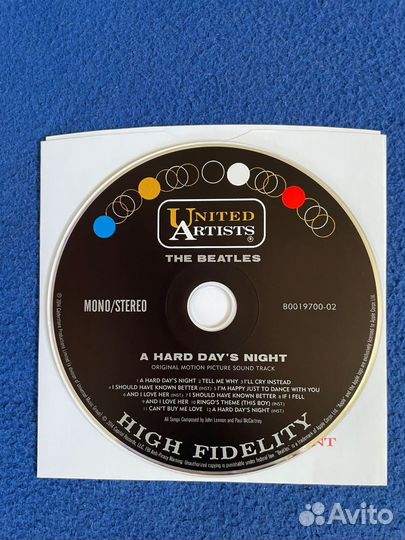 UNITED
ARTISTS®
THE BEATLES
MONO/STEREO
B0019700-02
A HARD DAY'S NIGHT
ORIGINAL MOTION PICTURE SOUND TRACK
1 A HARD DAY'S NIGHT 2 TELL ME WHY 3 I'LL CRY INSTEAD
4 I SHOULD HAVE KNOWN BETTER (INST) 5 I'M HAPPY JUST TO DANCE WITH YOU
6 AND I LOVE HER (INST) 7 I SHOULD HAVE KNOWN BETTER 8 IF I FELL
9 AND I LOVE HER 10 RINGO'S THEME (THIS BOY) (INST)
11 CAN'T BUY ME LOVE 12 A HARD DAY'S NIGHT (INST)
All Songs Composed by John Lennon and Paul McCartney
HIGH FIDELITY
NT
Avito